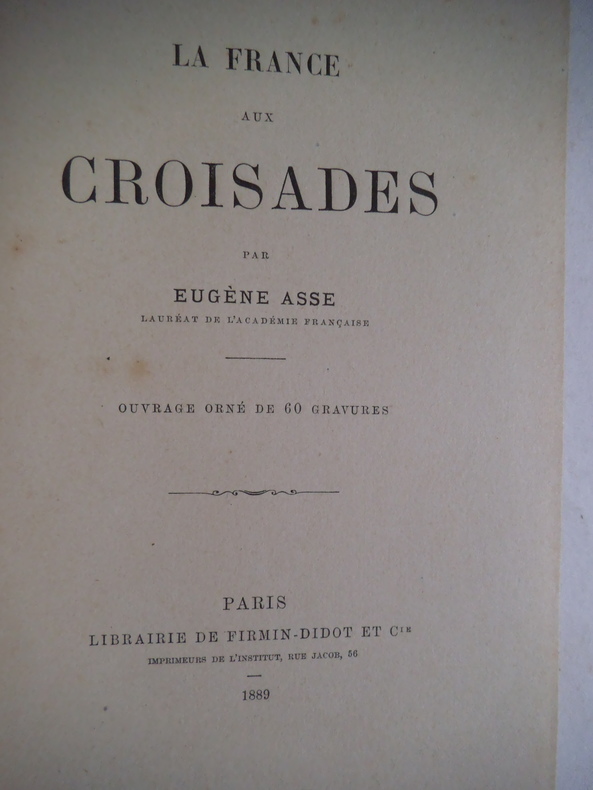 LA FRANCE
AUX
CROISADES
PAR
EUGÈNE ASSE
LAURÉAT DE L'ACADÉMIE FRANÇAISE
OUVRAGE ORNÉ DE 60 GRAVURES
PARIS
LIBRAIRIE DE FIRMIN-DIDOT ET Cⁱᴱ
IMPRIMEURS DE L'INSTITUT, RUE JACOB, 56
1889